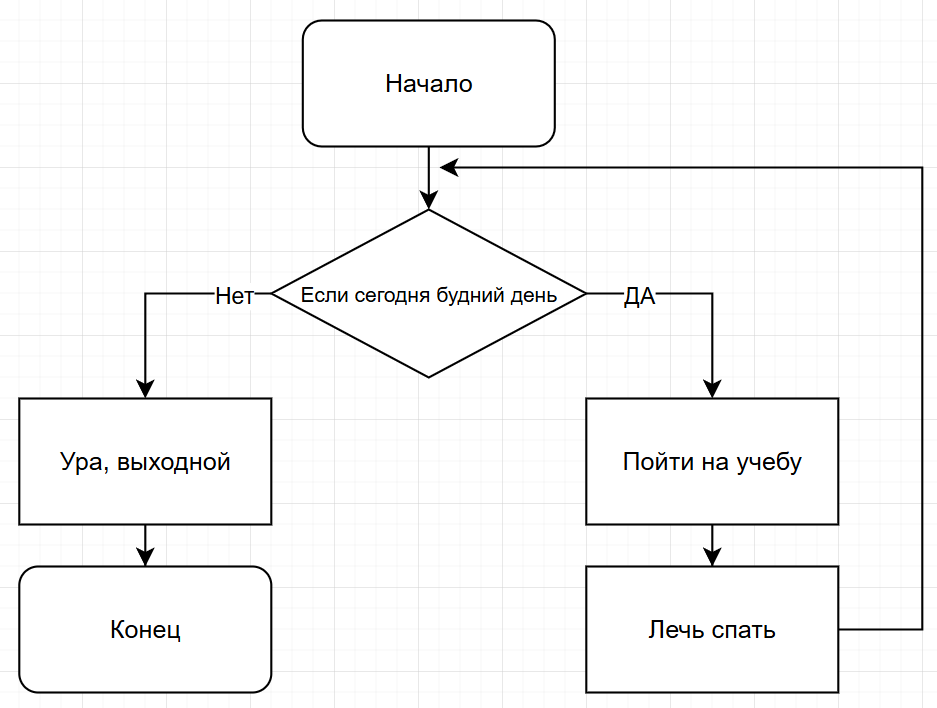 Начало
Нет
Если сегодня будний день
ДА
Ура, выходной
Пойти на учебу
Конец
Лечь спать